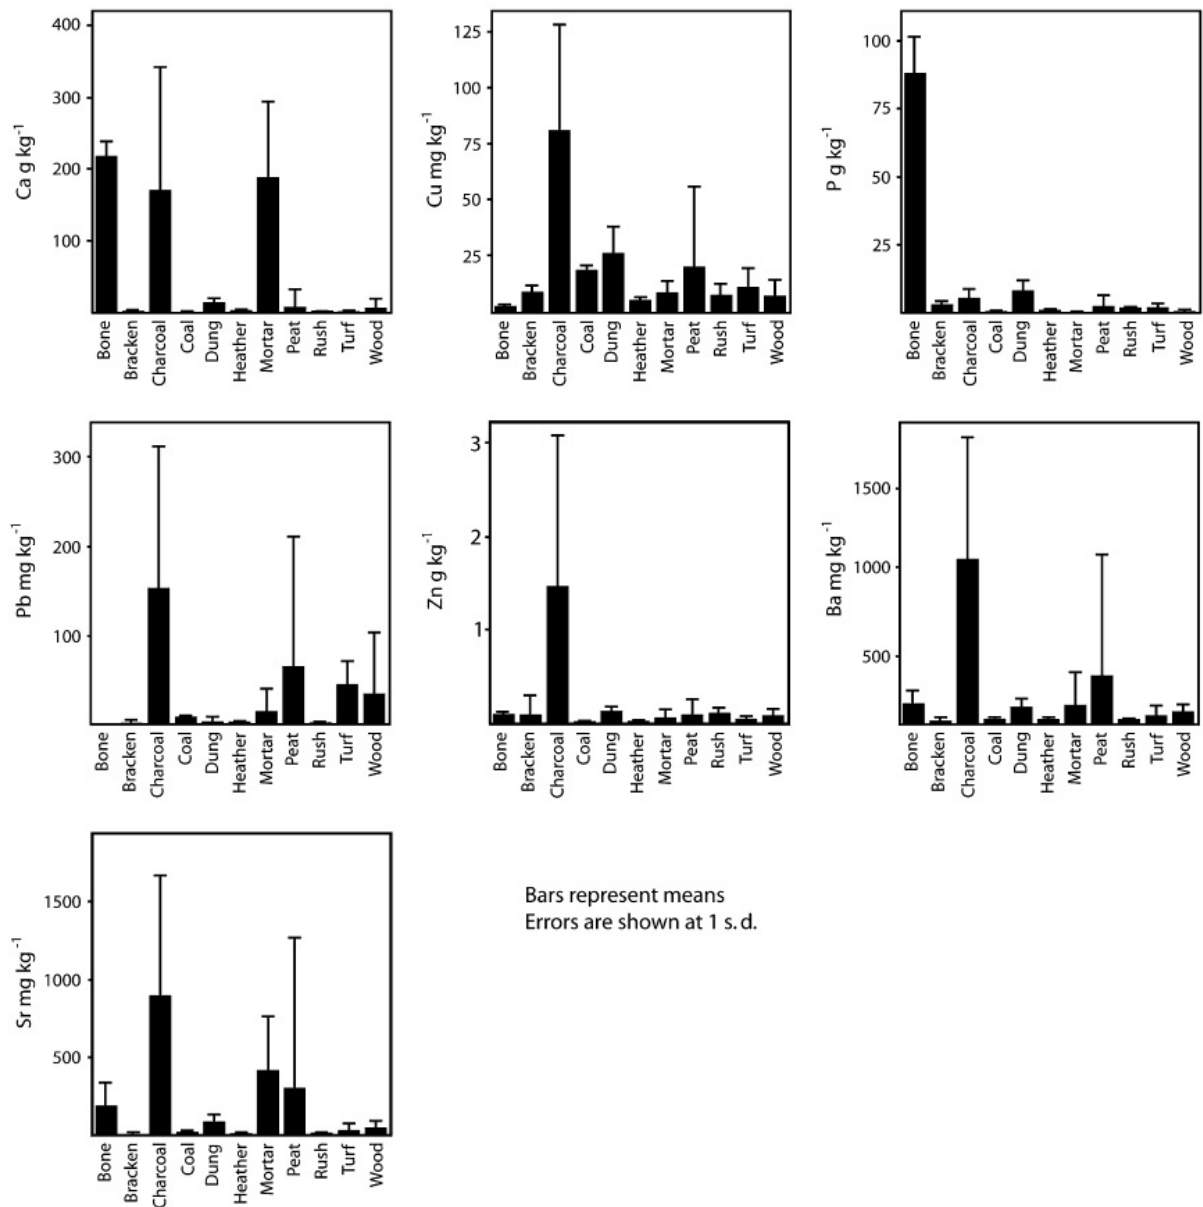 Ca g kg⁻¹
400
300
200
100
Bone
Bracken
Charcoal
Coal
Dung
Heather
Mortar
Peat
Rush
Turf
Wood
Cu mg kg⁻¹
125
100
75
50
25
Bone
Bracken
Charcoal
Coal
Dung
Heather
Mortar
Peat
Rush
Turf
Wood
P g kg⁻¹
100
75
50
25
Bone
Bracken
Charcoal
Coal
Dung
Heather
Mortar
Peat
Rush
Turf
Wood
Pb mg kg⁻¹
300
200
100
Bone
Bracken
Charcoal
Coal
Dung
Heather
Mortar
Peat
Rush
Turf
Wood
Zn g kg⁻¹
3
2
1
Bone
Bracken
Charcoal
Coal
Dung
Heather
Mortar
Peat
Rush
Turf
Wood
Ba mg kg⁻¹
1500
1000
500
Bone
Bracken
Charcoal
Coal
Dung
Heather
Mortar
Peat
Rush
Turf
Wood
Sr mg kg⁻¹
1500
1000
500
Bone
Bracken
Charcoal
Coal
Dung
Heather
Mortar
Peat
Rush
Turf
Wood
Bars represent means
Errors are shown at 1 s. d.